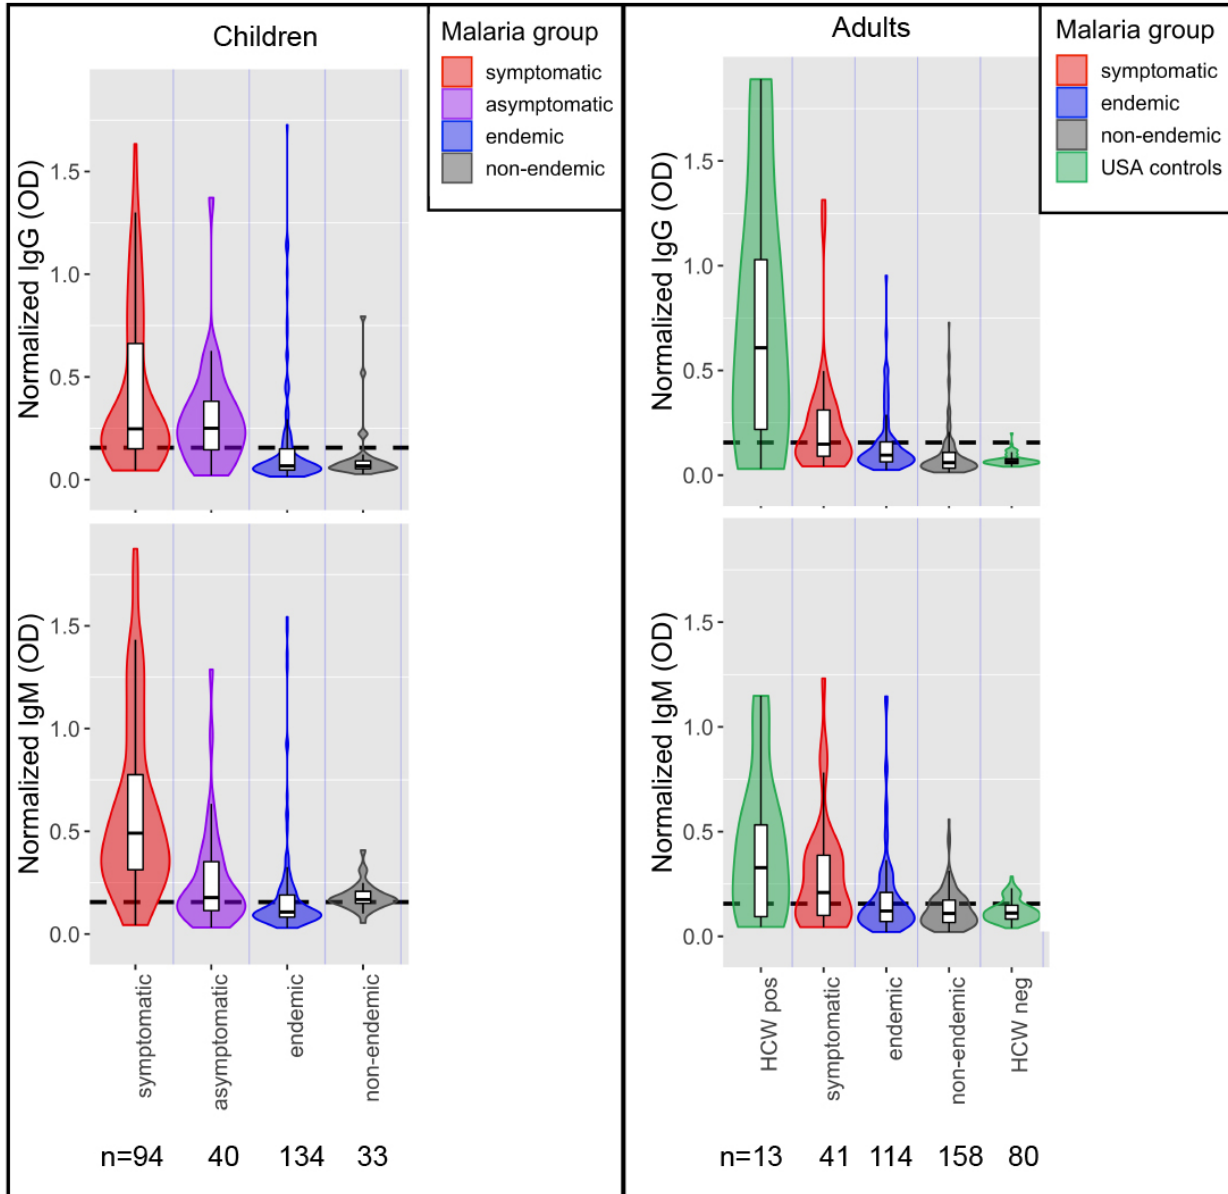 Children
Malaria group
symptomatic
asymptomatic
endemic
non-endemic
Normalized IgG (OD)
1.5
1.0
0.5
0.0
Normalized IgM (OD)
1.5
1.0
0.5
0.0
symptomatic
asymptomatic
endemic
non-endemic
n=94 40 134 33
Adults
Malaria group
symptomatic
endemic
non-endemic
USA controls
Normalized IgG (OD)
1.5
1.0
0.5
0.0
Normalized IgM (OD)
1.5
1.0
0.5
0.0
HCW pos
symptomatic
endemic
non-endemic
HCW neg
n=13 41 114 158 80